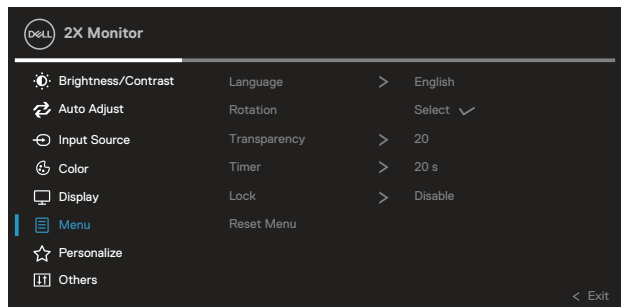 DELL 2X Monitor
Brightness/Contrast Language > English
Auto Adjust Rotation Select ✓
Input Source Transparency > 20
Color Timer > 20 s
Display Lock > Disable
Menu Reset Menu
Personalize
Others
< Exit